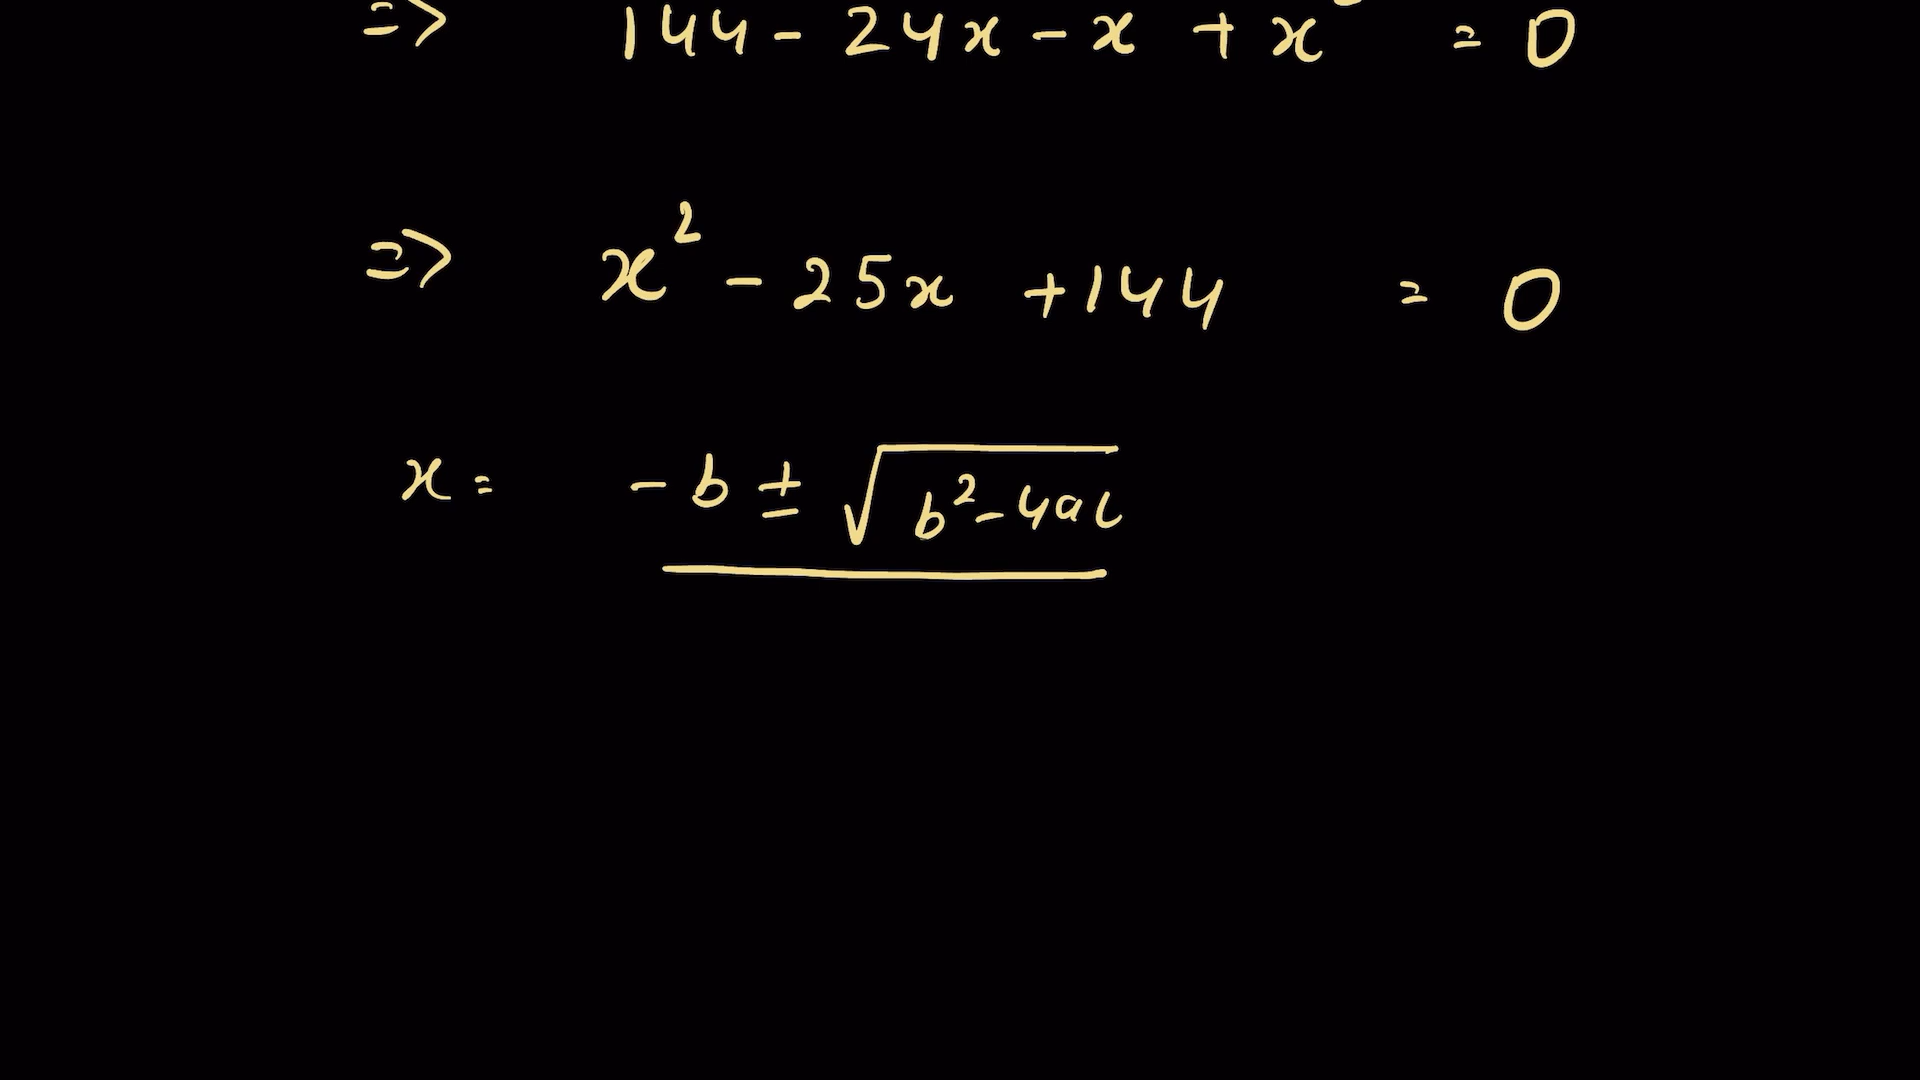 => 144 - 24x - x + x² = 0
=> x² - 25x + 144 = 0
x = -b ± √b² - 4ac